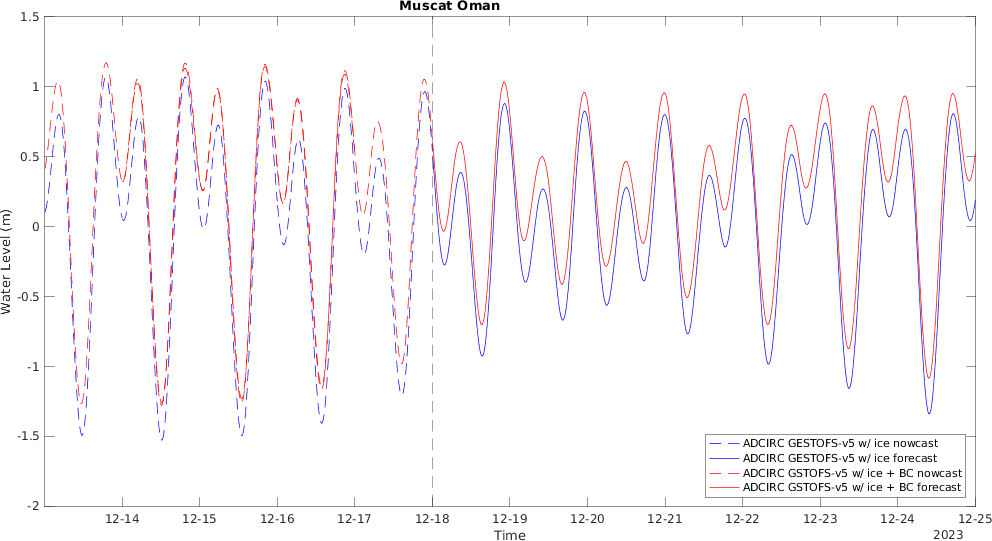 Muscat Oman
1.5
1
0.5
0
-0.5
-1
-1.5
-2
Water Level (m)
12-14 12-15 12-16 12-17 12-18 12-19 12-20 12-21 12-22 12-23 12-24 12-25
Time
2023
ADCIRC GESTOFS-v5 w/ ice nowcast
ADCIRC GESTOFS-v5 w/ ice forecast
ADCIRC GSTOFS-v5 w/ ice + BC nowcast
ADCIRC GSTOFS-v5 w/ ice + BC forecast